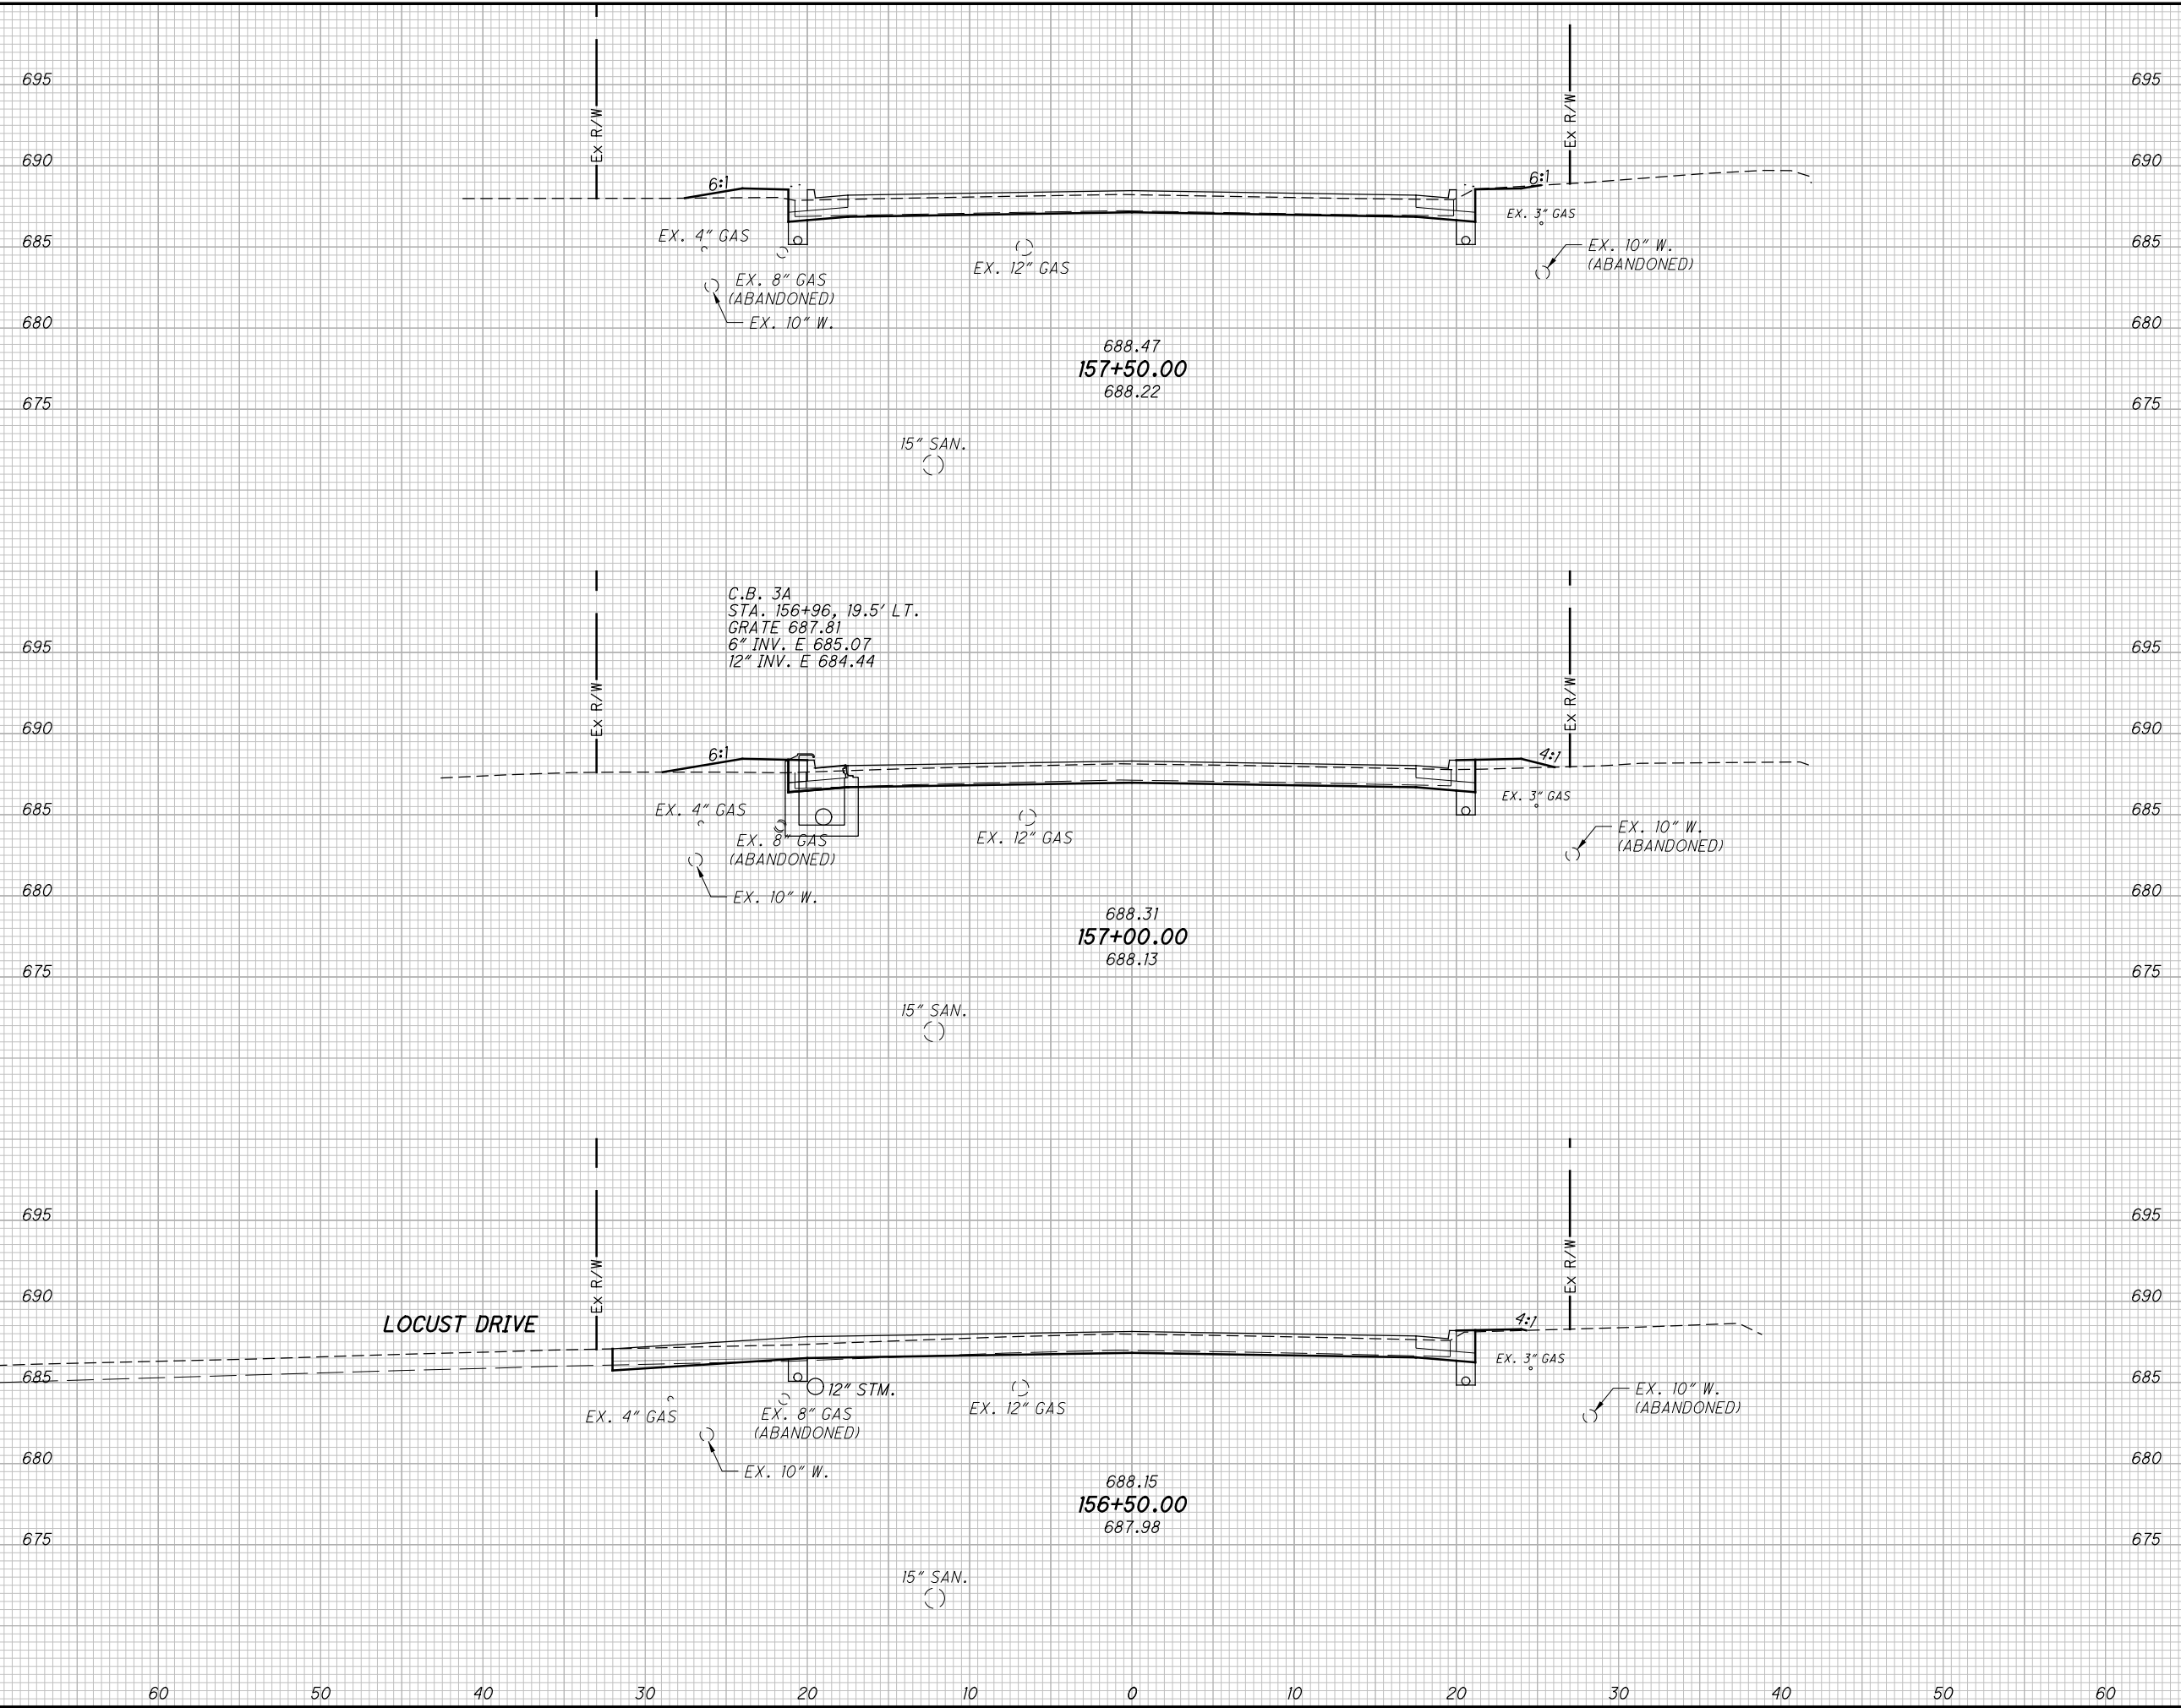 695 695
Ex R/W Ex R/W
690 690
6:1 6:1
EX. 3" GAS
685 EX. 4" GAS EX. 10" W. 685
(ABANDONED)
EX. 12" GAS
EX. 8" GAS
(ABANDONED)
680 EX. 10" W. 680
688.47
157+50.00
688.22
675 675
15" SAN.
C.B. 3A
STA. 156+96, 19.5' LT.
GRATE 687.81
6" INV. E 685.07
12" INV. E 684.44
695 695
Ex R/W Ex R/W
690 690
6:1 4:1
EX. 3" GAS
685 EX. 4" GAS 685
EX. 10" W.
(ABANDONED)
EX. 12" GAS
EX. 8" GAS
(ABANDONED)
680 680
EX. 10" W.
688.31
157+00.00
688.13
675 675
15" SAN.
695 695
Ex R/W Ex R/W
690 690
LOCUST DRIVE 4:1
EX. 3" GAS
685 685
12" STM.
EX. 10" W.
(ABANDONED)
EX. 12" GAS
EX. 4" GAS EX. 8" GAS
(ABANDONED)
680 680
EX. 10" W.
688.15
156+50.00
687.98
675 675
15" SAN.
60 50 40 30 20 10 0 10 20 30 40 50 60